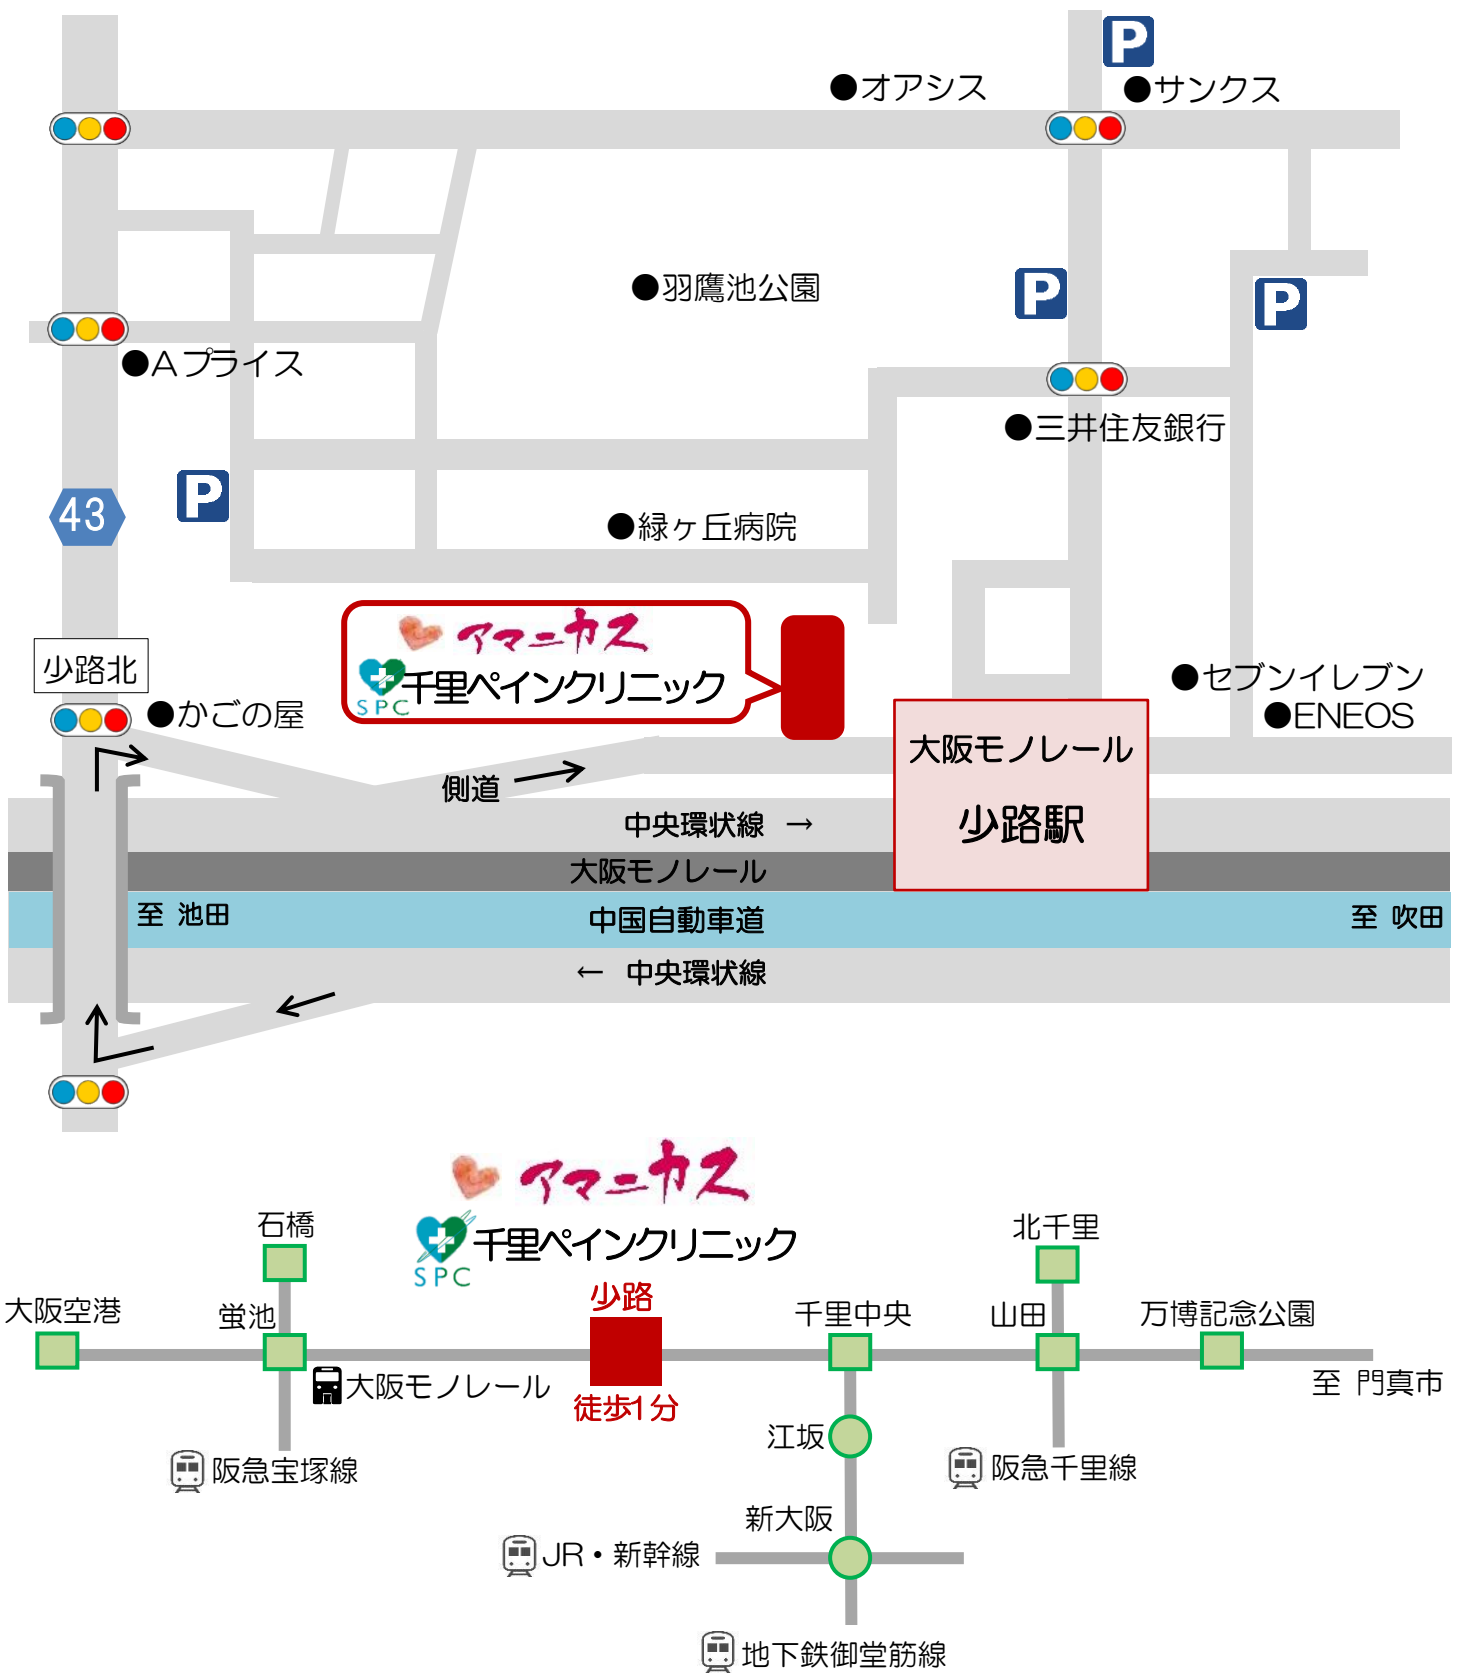 P
●オアシス
●サンクス
●羽鷹池公園
P
P
●Aプライス
●三井住友銀行
P
43
●緑ヶ丘病院
アマニカス
千里ペインクリニック
SPC
少路北
●かごの屋
●セブンイレブン
●ENEOS
大阪モノレール
少路駅
側道
中央環状線 →
大阪モノレール
至 池田
中国自動車道
至 吹田
← 中央環状線
アマニカス
千里ペインクリニック
SPC
石橋
北千里
少路
大阪空港
蛍池
千里中央
山田
万博記念公園
大阪モノレール
至 門真市
徒歩1分
江坂
阪急宝塚線
阪急千里線
新大阪
JR・新幹線
地下鉄御堂筋線